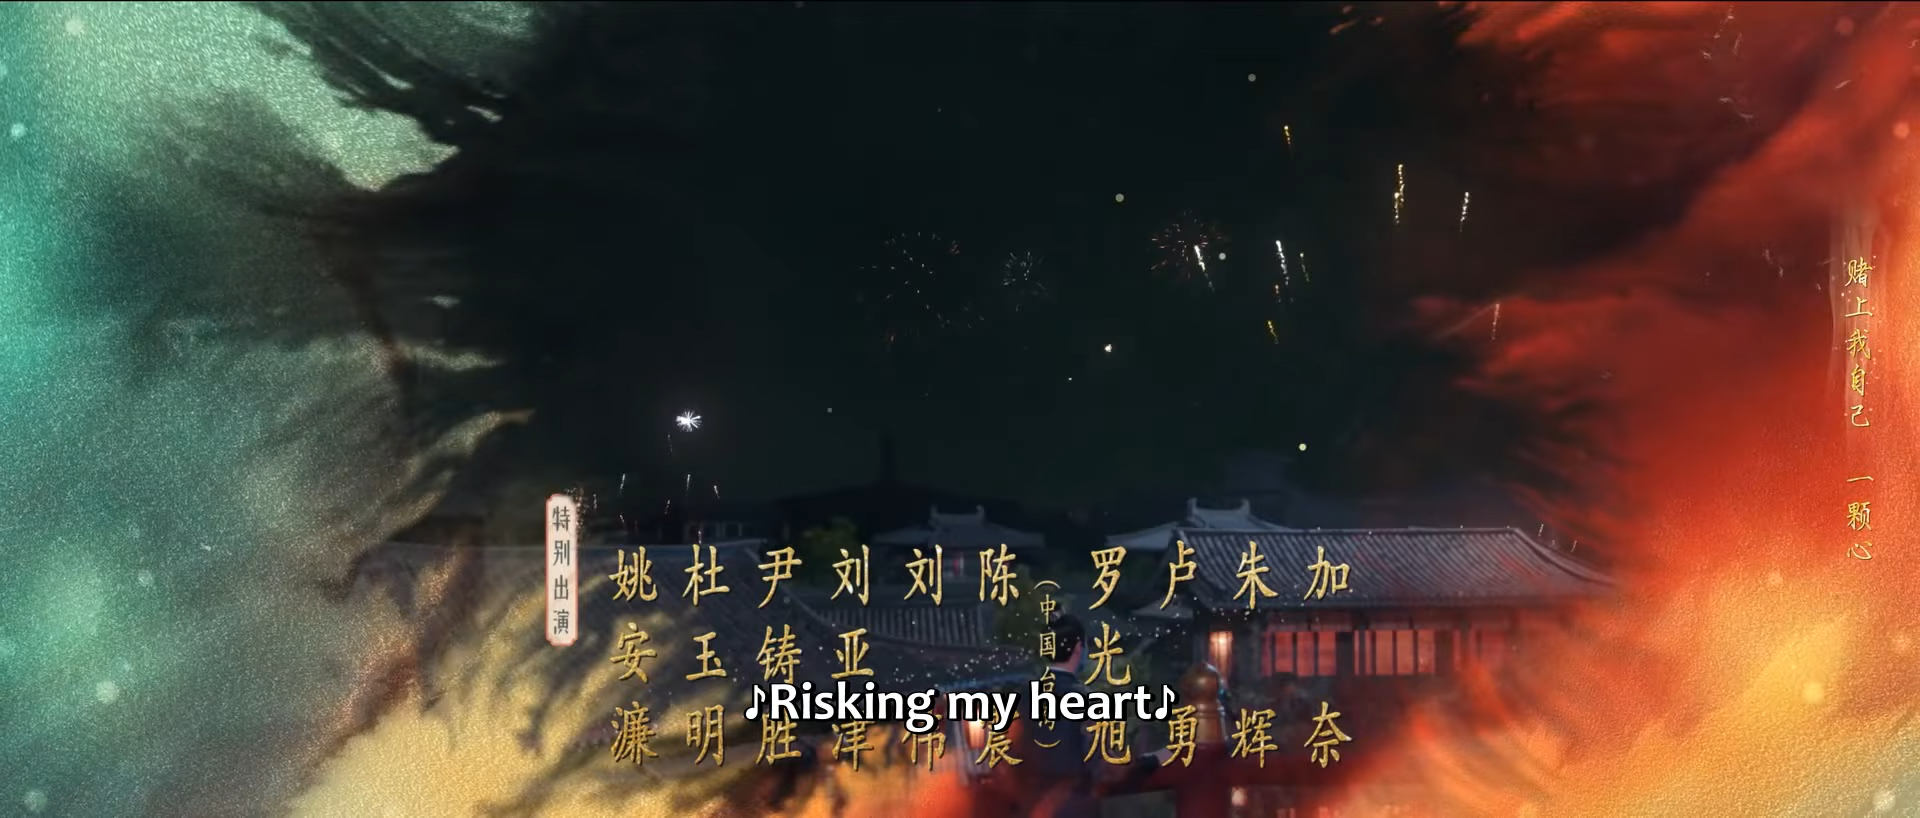 特别出演
姚安濂
杜玉明
尹铸胜
刘亚津
刘伟
陈震
(中国台湾)
罗光旭
卢勇
朱辉
加奈
♪Risking my heart♪
赌上我自己 一颗心